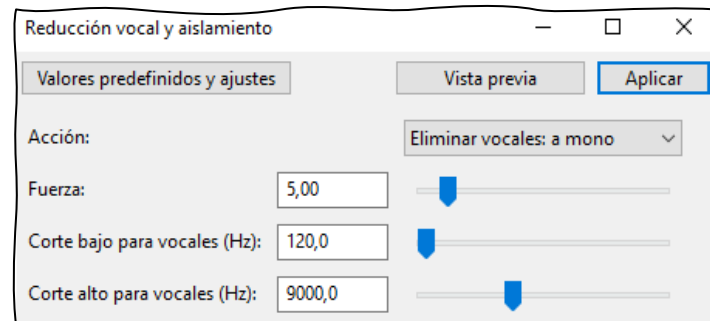 Reducción vocal y aislamiento
Valores predefinidos y ajustes Vista previa Aplicar
Acción: Eliminar vocales: a mono
Fuerza: 5,00
Corte bajo para vocales (Hz): 120,0
Corte alto para vocales (Hz): 9000,0